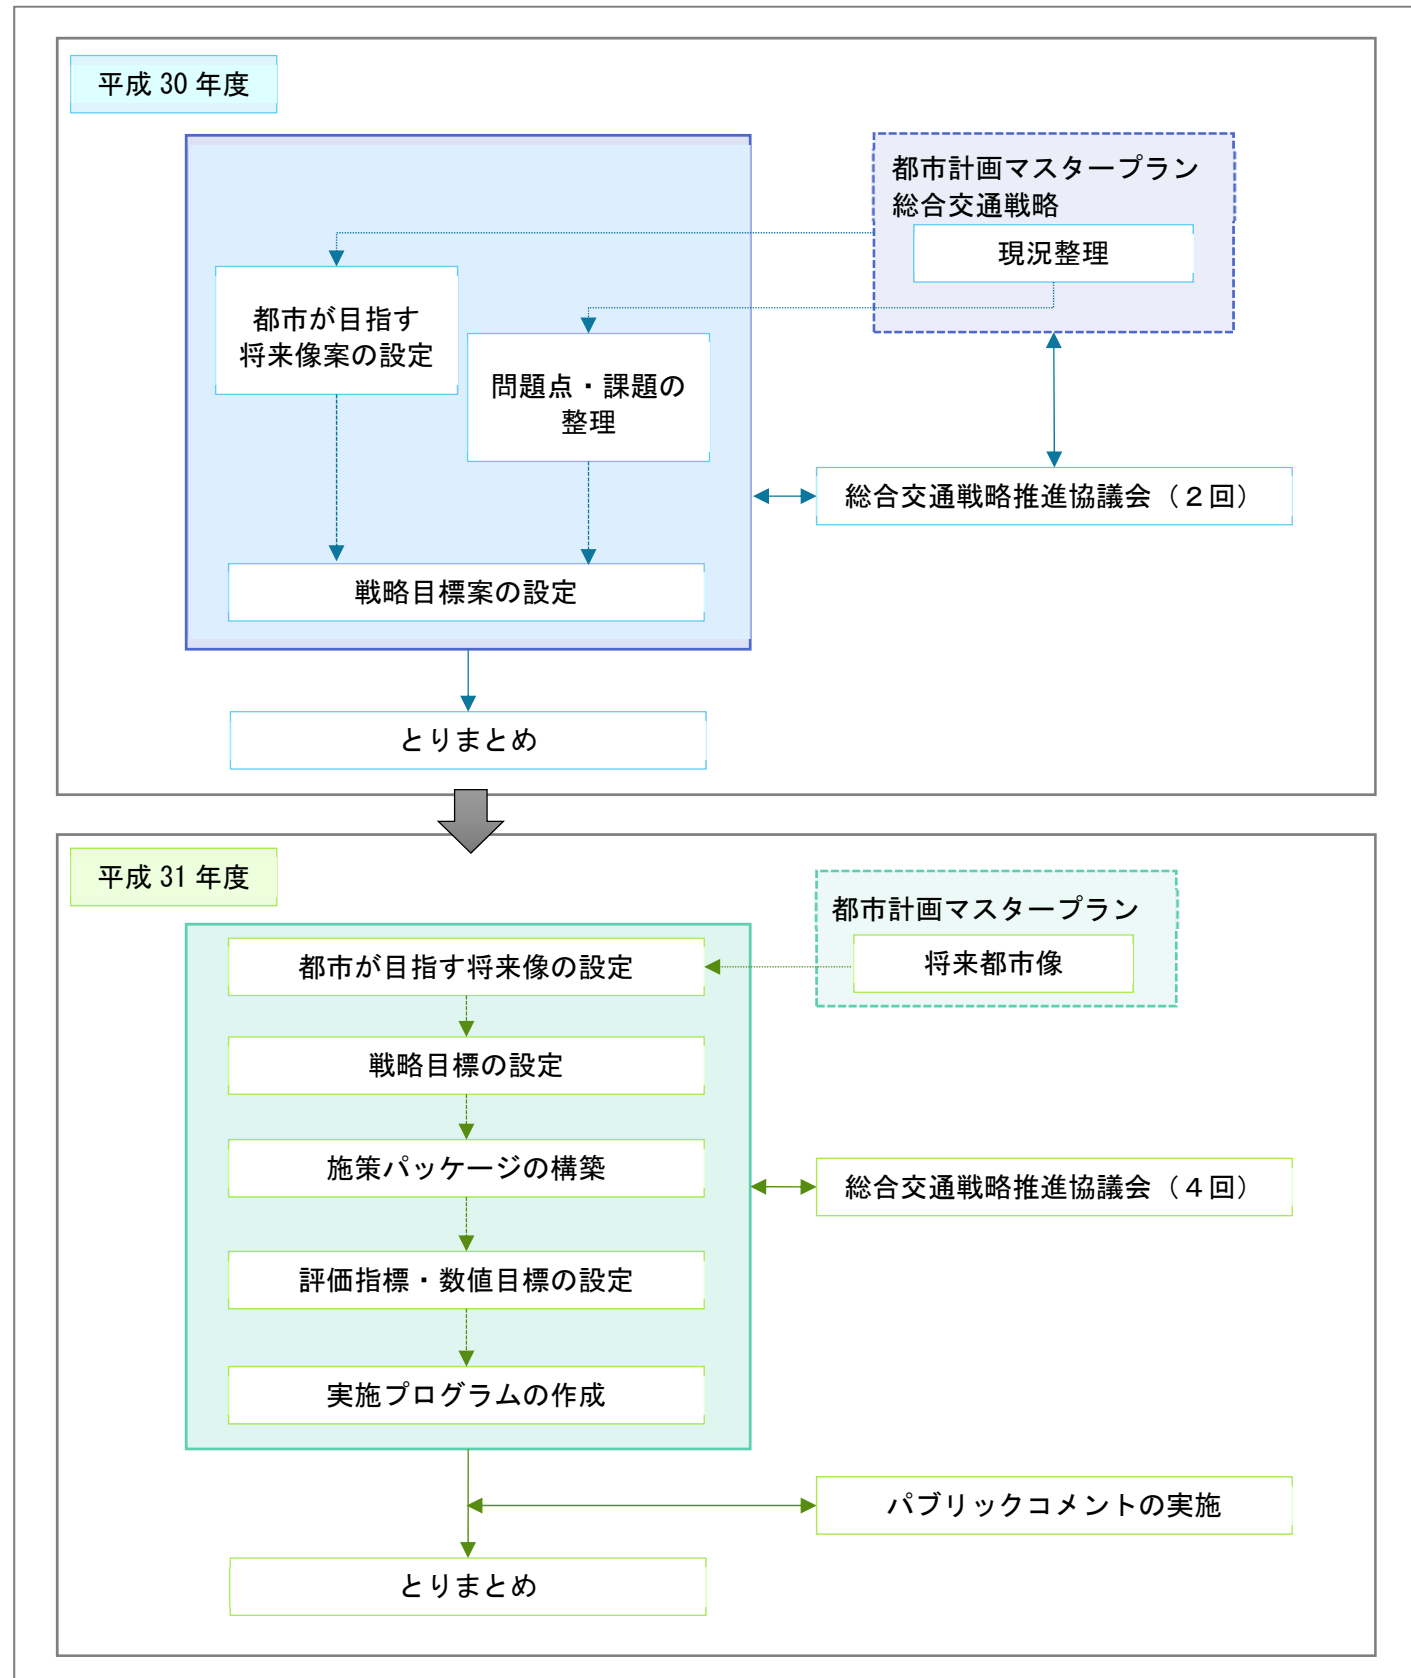 平成 30 年度
都市計画マスタープラン
総合交通戦略
現況整理
都市が目指す
将来像案の設定
問題点・課題の
整理
総合交通戦略推進協議会（２回）
戦略目標案の設定
とりまとめ
平成 31 年度
都市計画マスタープラン
将来都市像
都市が目指す将来像の設定
戦略目標の設定
施策パッケージの構築
総合交通戦略推進協議会（４回）
評価指標・数値目標の設定
実施プログラムの作成
パブリックコメントの実施
とりまとめ